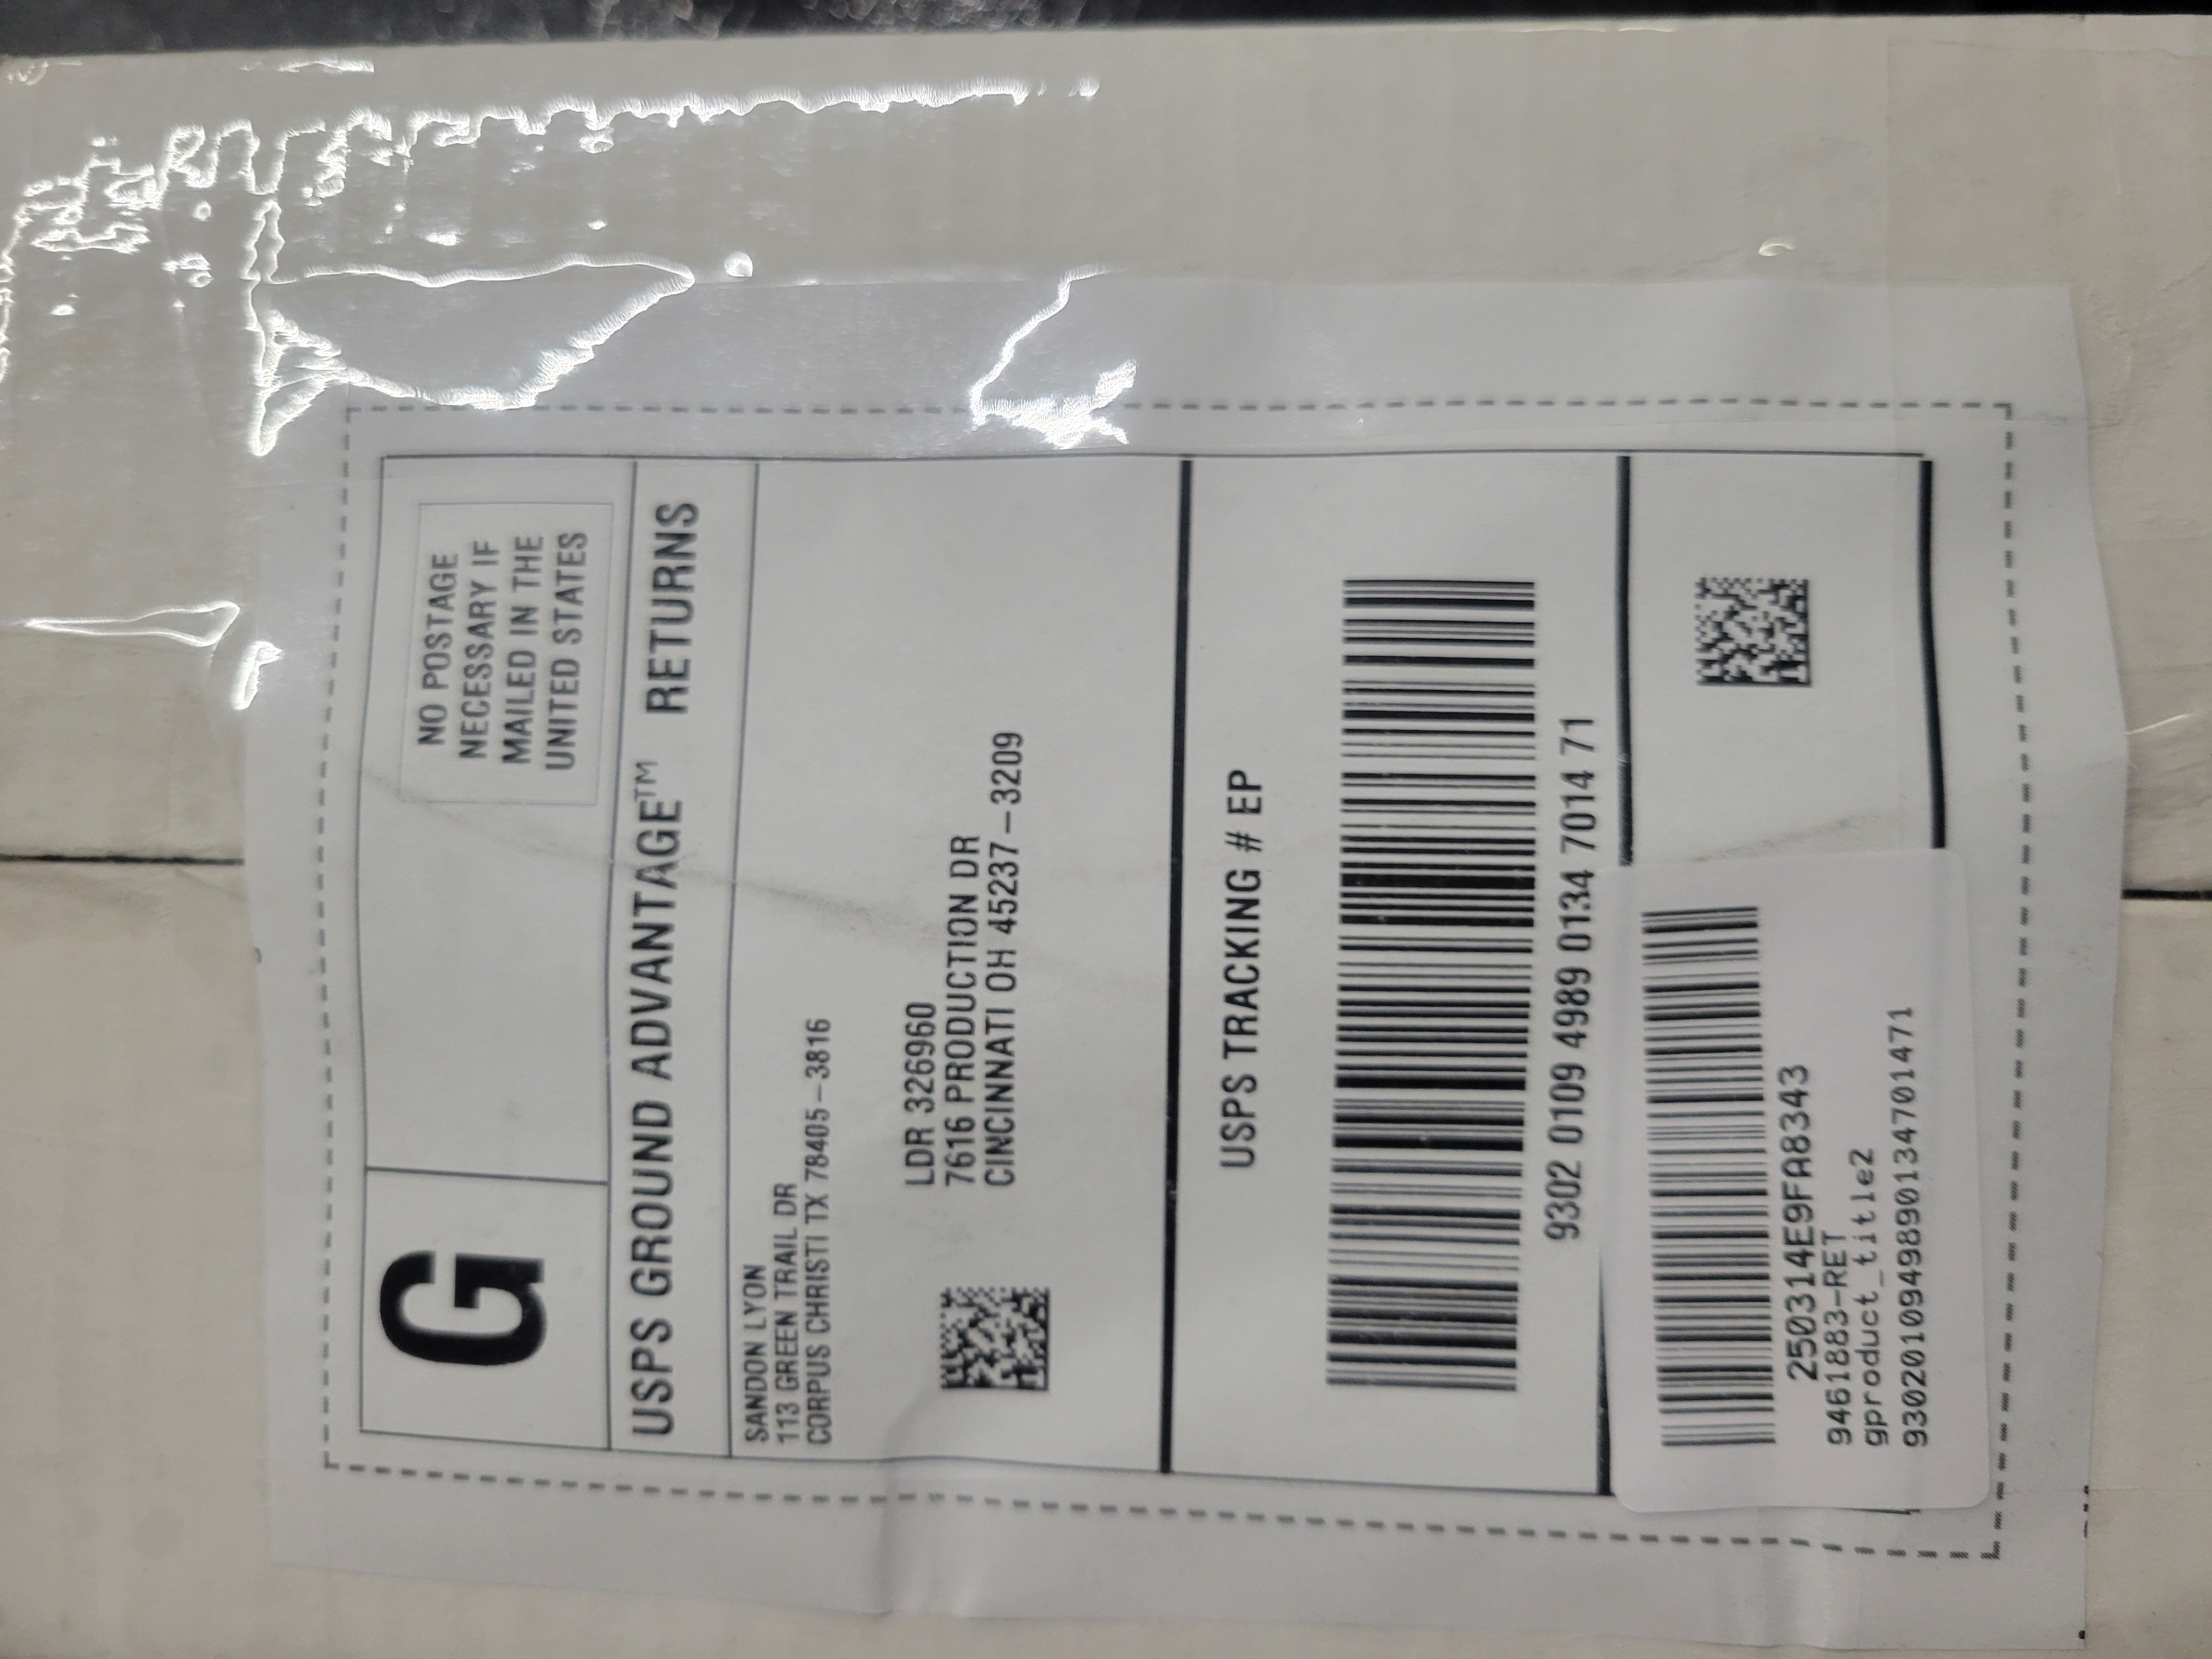 G
NO POSTAGE
NECESSARY IF
MAILED IN THE
UNITED STATES
USPS GROUND ADVANTAGE™ RETURNS
SANDON LYON
113 GREEN TRAIL DR
CORPUS CHRISTI TX 78405-3816
LDR 326960
7616 PRODUCTION DR
CINCINNATI OH 45237-3209
USPS TRACKING # EP
9302 0109 4989 0134 7014 71
2503314E9FA8343
9461883-RET
gproduct_title2
9302010949890134701471